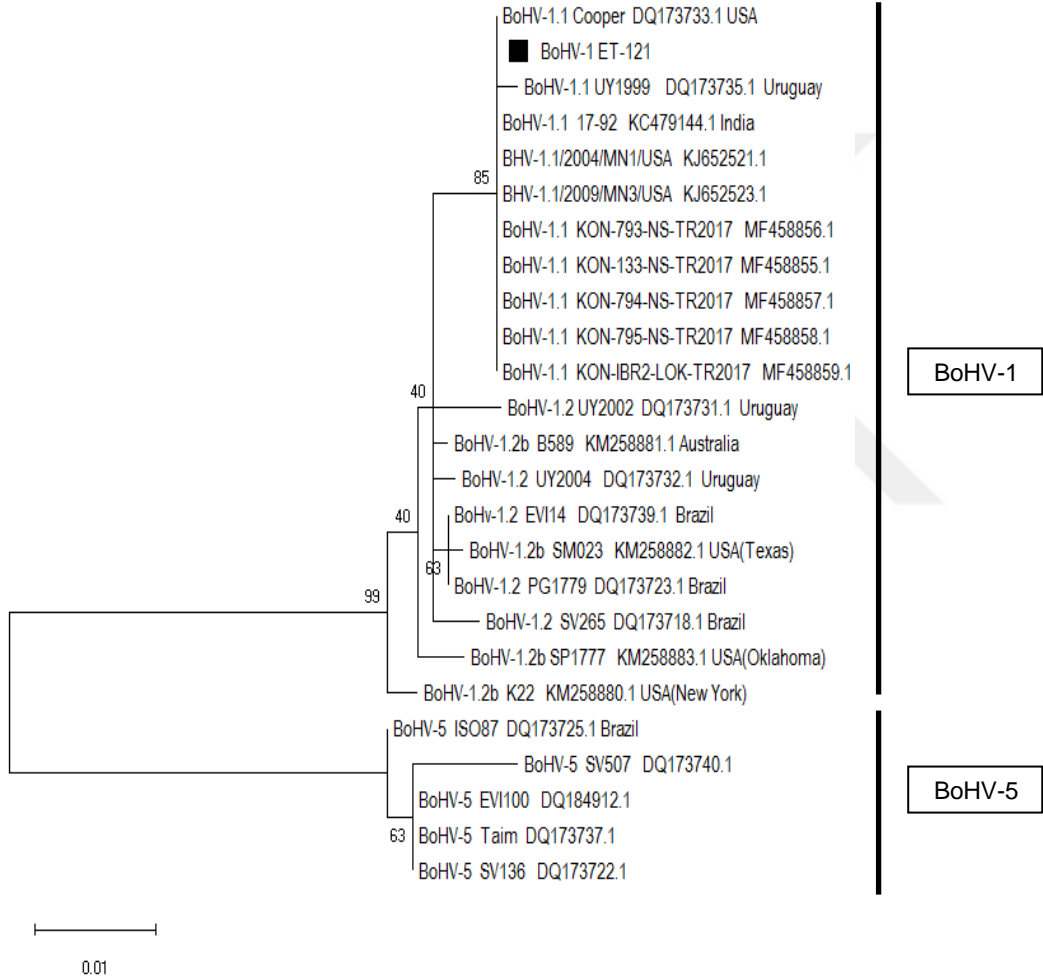 BoHV-1.1 Cooper DQ173733.1 USA
BoHV-1 ET-121
BoHV-1.1 UY1999 DQ173735.1 Uruguay
BoHV-1.1 17-92 KC479144.1 India
BHV-1.1/2004/MN1/USA KJ652521.1
85
BHV-1.1/2009/MN3/USA KJ652523.1
BoHV-1.1 KON-793-NS-TR2017 MF458856.1
BoHV-1.1 KON-133-NS-TR2017 MF458855.1
BoHV-1.1 KON-794-NS-TR2017 MF458857.1
BoHV-1.1 KON-795-NS-TR2017 MF458858.1
BoHV-1.1 KON-IBR2-LOK-TR2017 MF458859.1
BoHV-1
40
BoHV-1.2 UY2002 DQ173731.1 Uruguay
BoHV-1.2b B589 KM258881.1 Australia
BoHV-1.2 UY2004 DQ173732.1 Uruguay
40
BoHv-1.2 EVI14 DQ173739.1 Brazil
BoHV-1.2b SM023 KM258882.1 USA(Texas)
63
BoHV-1.2 PG1779 DQ173723.1 Brazil
99
BoHV-1.2 SV265 DQ173718.1 Brazil
BoHV-1.2b SP1777 KM258883.1 USA(Oklahoma)
BoHV-1.2b K22 KM258880.1 USA(New York)
BoHV-5 ISO87 DQ173725.1 Brazil
BoHV-5 SV507 DQ173740.1
BoHV-5
BoHV-5 EVI100 DQ184912.1
63
BoHV-5 Taim DQ173737.1
BoHV-5 SV136 DQ173722.1
0.01